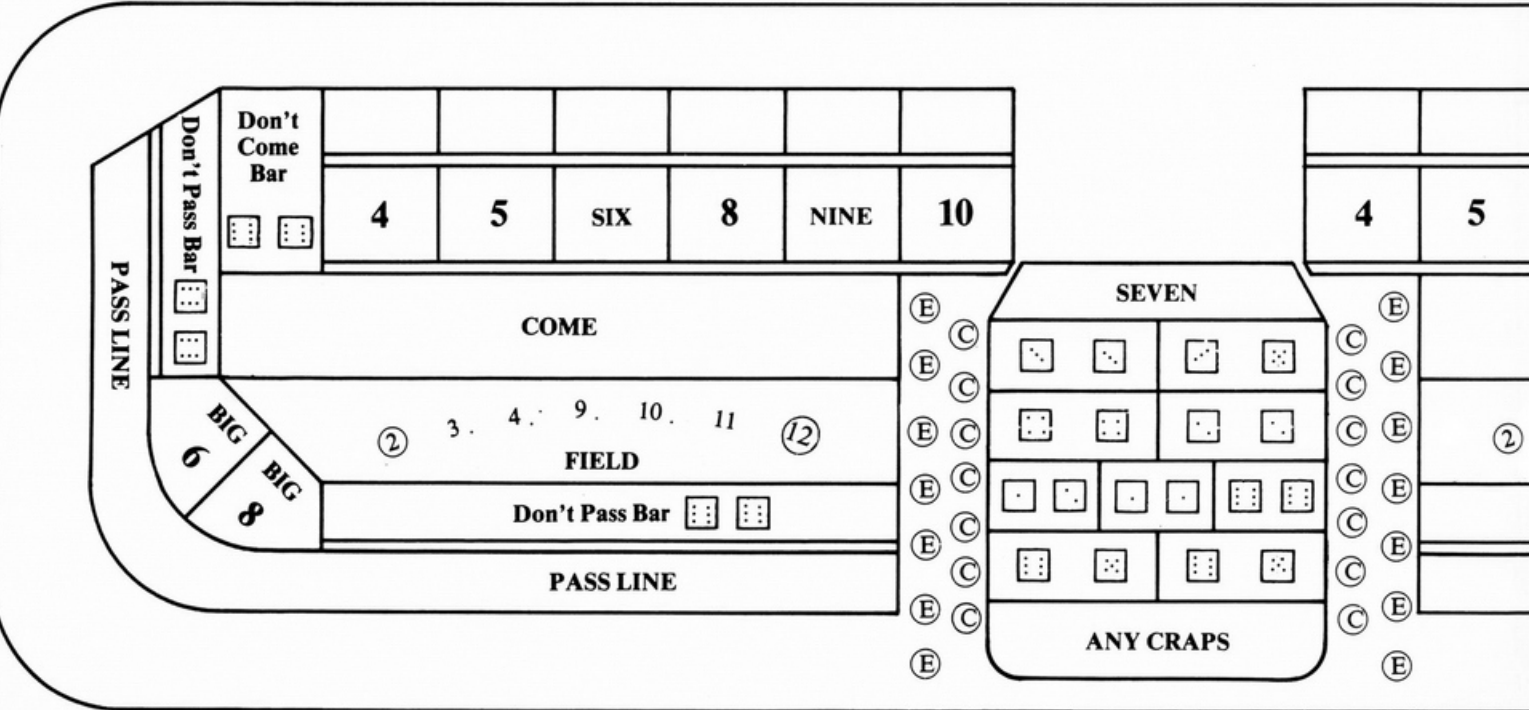 Don't
Come
Bar
Don't Pass Bar
PASS LINE
4 5 SIX 8 NINE 10
4 5
COME
SEVEN
BIG
6
BIG
8
2 3. 4. 9. 10. 11 12
FIELD
2
Don't Pass Bar
PASS LINE
ANY CRAPS
E
E
E
E
E
E
E
C
C
C
C
C
C
C
C
C
C
C
C
C
C
E
E
E
E
E
E
E